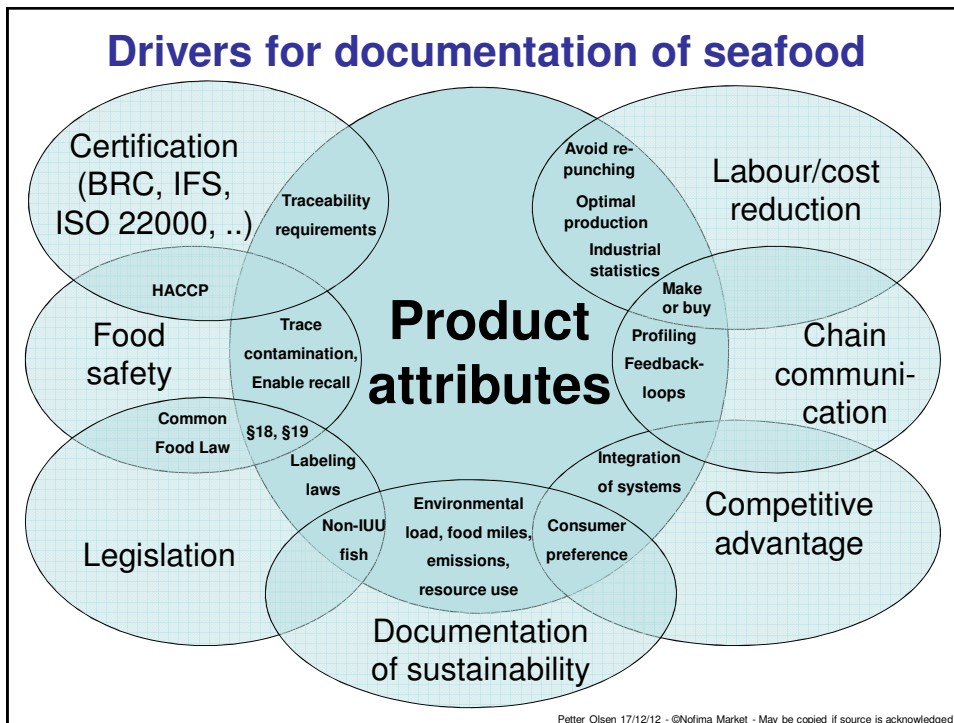 Drivers for documentation of seafood
Certification
(BRC, IFS,
ISO 22000, ..)
Traceability
requirements
Avoid re-
punching
Optimal
production
Industrial
statistics
Labour/cost
reduction
HACCP
Food
safety
Trace
contamination,
Enable recall
Product
attributes
Make
or buy
Profiling
Feedback-
loops
Chain
communi-
cation
Common
Food Law
§18, §19
Labeling
laws
Legislation
Non-IUU
fish
Environmental
load, food miles,
emissions,
resource use
Consumer
preference
Integration
of systems
Competitive
advantage
Documentation
of sustainability
Petter Olsen 17/12/12 - ©Nofima Market - May be copied if source is acknowledged